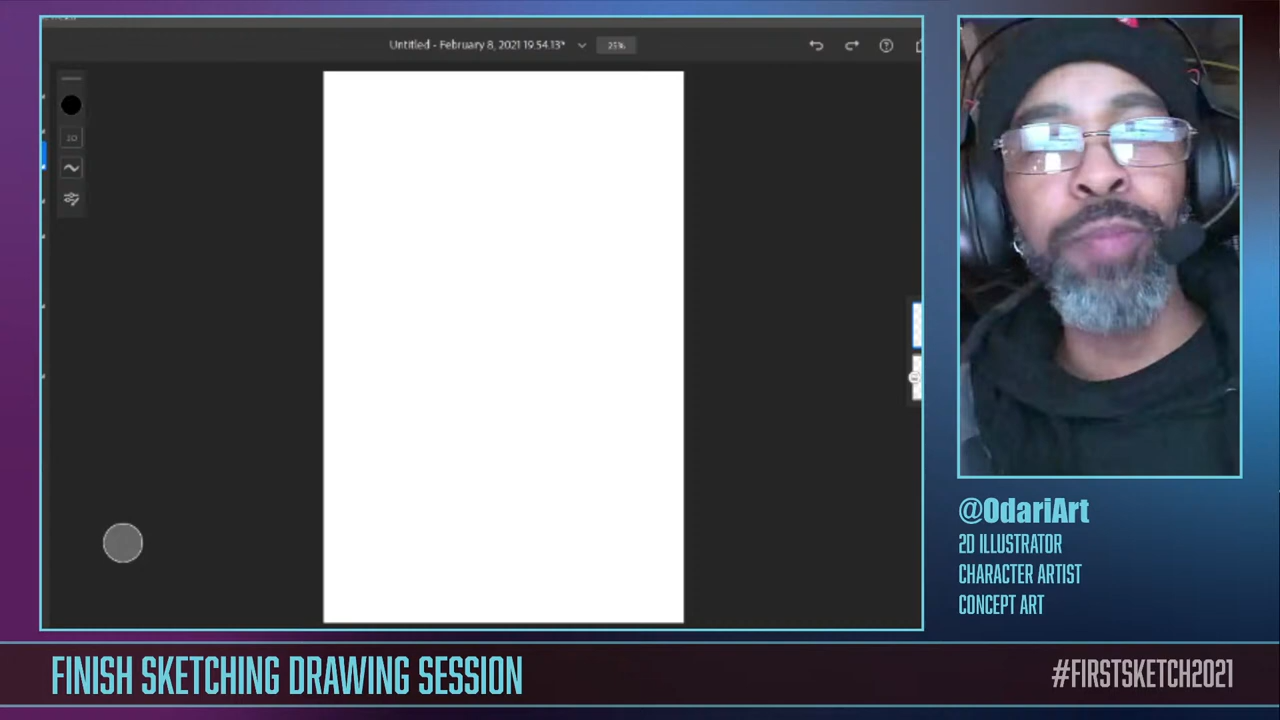 Untitled - February 8, 2021 19.54.13*
25%
@OdariArt
2D ILLUSTRATOR
CHARACTER ARTIST
CONCEPT ART
FINISH SKETCHING DRAWING SESSION
#FIRSTSKETCH2021